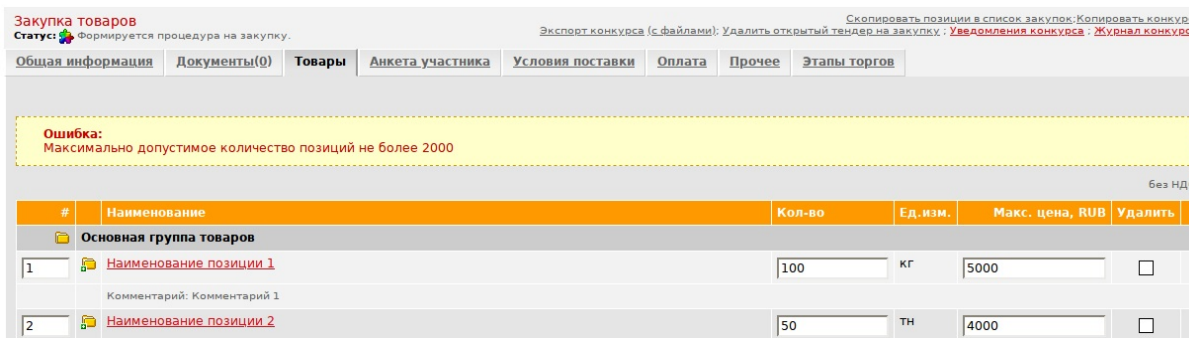 Закупка товаров
Скопировать позиции в список закупок;Копировать конкур
Статус: Формируется процедура на закупку.
Экспорт конкурса (с файлами); Удалить открытый тендер на закупку ; Уведомления конкурса ; Журнал конкурс
Общая информация Документы(0) Товары Анкета участника Условия поставки Оплата Прочее Этапы торгов
Ошибка:
Максимально допустимое количество позиций не более 2000
без НД
# Наименование Кол-во Ед.изм. Макс. цена, RUB Удалить
Основная группа товаров
1 Наименование позиции 1 100 кг 5000
Комментарий: Комментарий 1
2 Наименование позиции 2 50 тн 4000